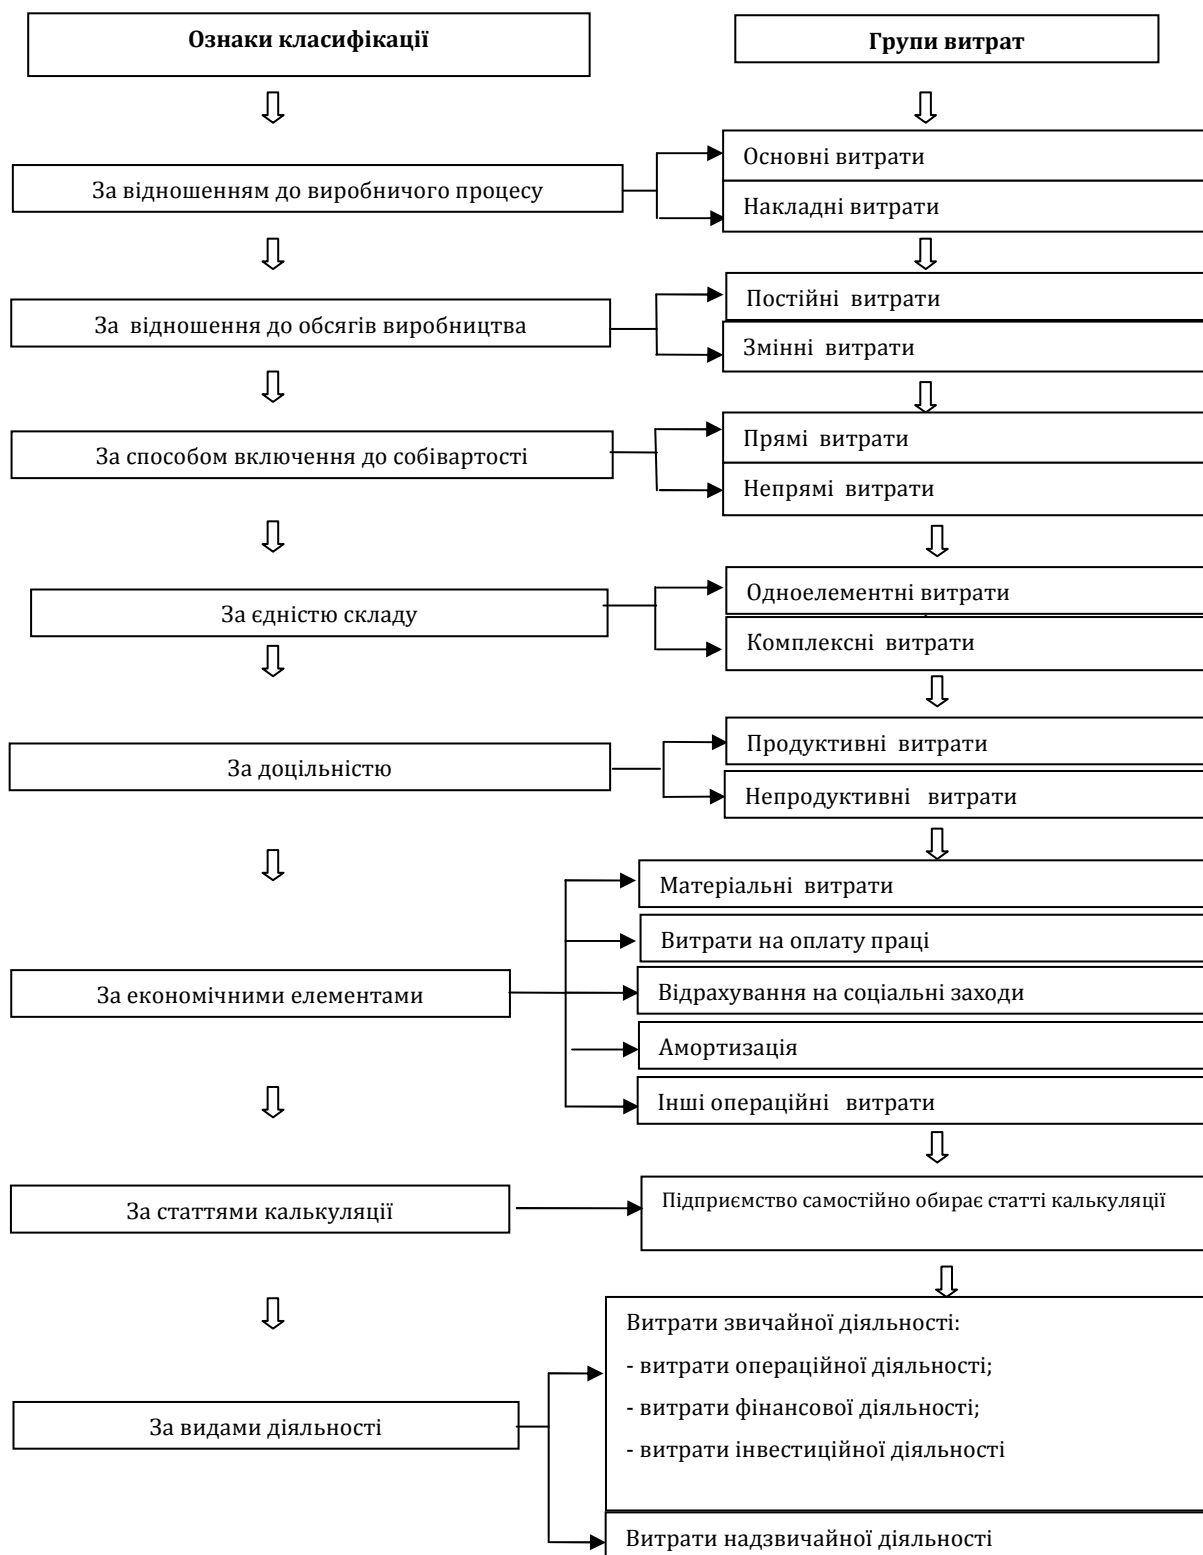 Ознаки класифікації
Групи витрат
За відношенням до виробничого процесу
Основні витрати
Накладні витрати
За відношення до обсягів виробництва
Постійні витрати
Змінні витрати
За способом включення до собівартості
Прямі витрати
Непрямі витрати
За єдністю складу
Одноелементні витрати
Комплексні витрати
За доцільністю
Продуктивні витрати
Непродуктивні витрати
За економічними елементами
Матеріальні витрати
Витрати на оплату праці
Відрахування на соціальні заходи
Амортизація
Інші операційні витрати
За статтями калькуляції
Підприємство самостійно обирає статті калькуляції
За видами діяльності
Витрати звичайної діяльності:
- витрати операційної діяльності;
- витрати фінансової діяльності;
- витрати інвестиційної діяльності
Витрати надзвичайної діяльності